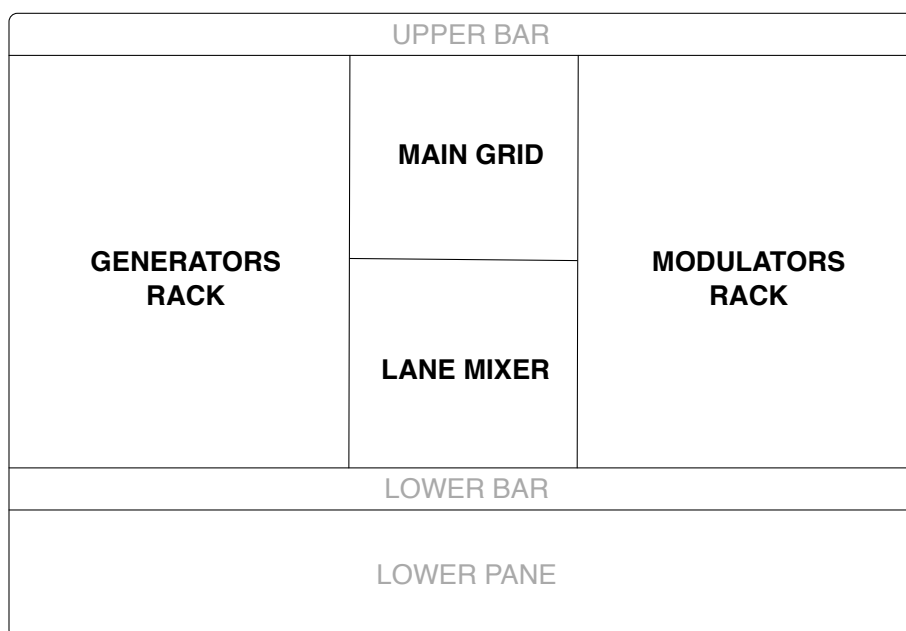 UPPER BAR
MAIN GRID
GENERATORS
RACK
MODULATORS
RACK
LANE MIXER
LOWER BAR
LOWER PANE